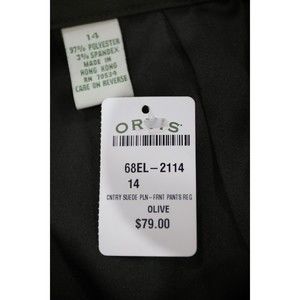 14
97% POLYESTER
3% SPANDEX
MADE IN
HONG KONG
RN 70534
CARE ON REVERSE
ORVIS
68EL-2114
14
CNTRY SUEDE PLN-FRNT PANTS REG
OLIVE
$79.00